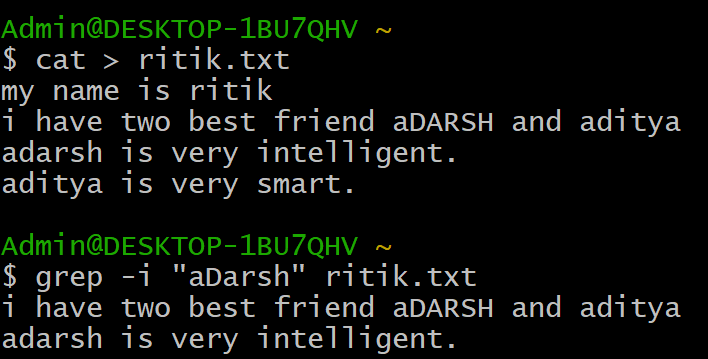 Admin@DESKTOP-1BU7QHV ~
$ cat > ritik.txt
my name is ritik
i have two best friend aDARSH and aditya
adarsh is very intelligent.
aditya is very smart.
Admin@DESKTOP-1BU7QHV ~
$ grep -i "aDarsh" ritik.txt
i have two best friend aDARSH and aditya
adarsh is very intelligent.